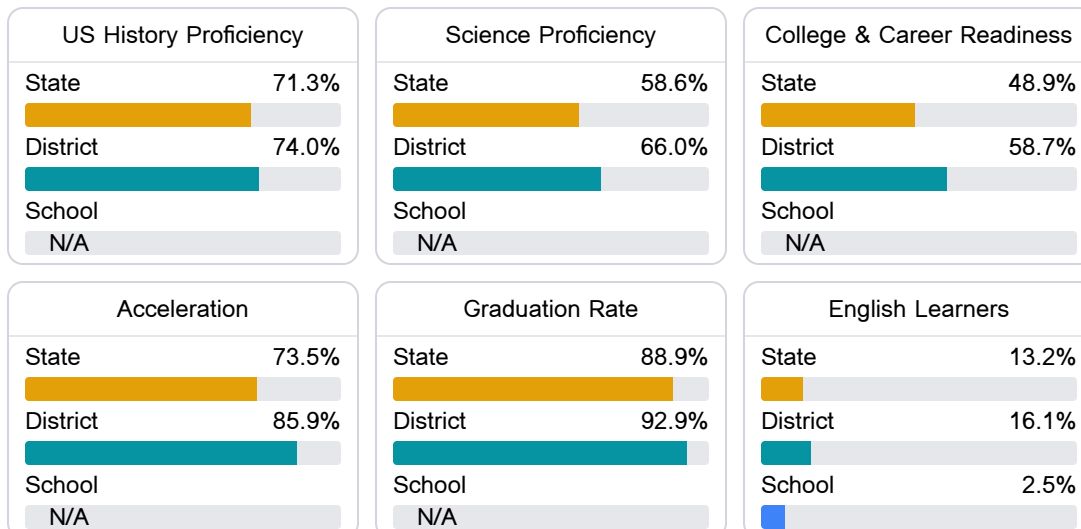 US History Proficiency
State 71.3%
District 74.0%
School
N/A
Science Proficiency
State 58.6%
District 66.0%
School
N/A
College & Career Readiness
State 48.9%
District 58.7%
School
N/A
Acceleration
State 73.5%
District 85.9%
School
N/A
Graduation Rate
State 88.9%
District 92.9%
School
N/A
English Learners
State 13.2%
District 16.1%
School 2.5%